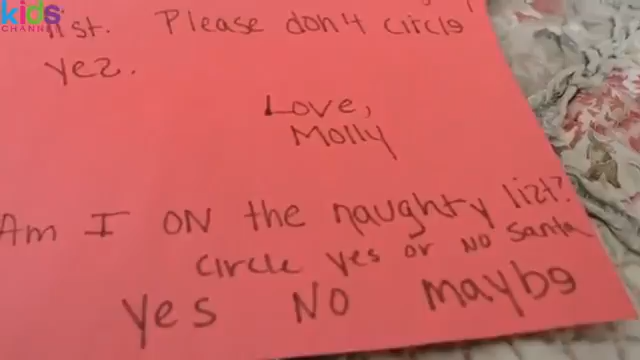 kids
CHANNEL
list. Please don't circle
yes.
Love,
Molly
Am I ON the naughty list?
circle yes or NO Santa
Yes NO maybe